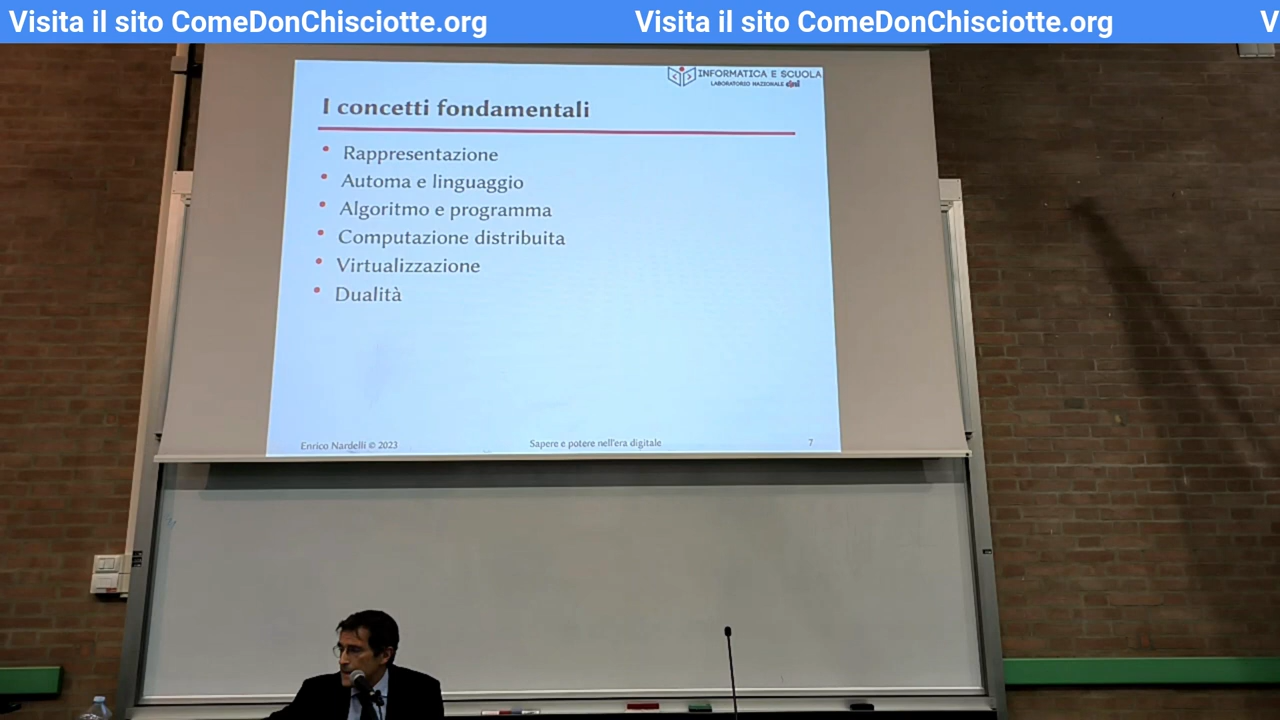 Visita il sito ComeDonChisciotte.org Visita il sito ComeDonChisciotte.org V
INFORMATICA E SCUOLA
LABORATORIO NAZIONALE cini
I concetti fondamentali
• Rappresentazione
• Automa e linguaggio
• Algoritmo e programma
• Computazione distribuita
• Virtualizzazione
• Dualità
Enrico Nardelli © 2023 Sapere e potere nell'era digitale 7